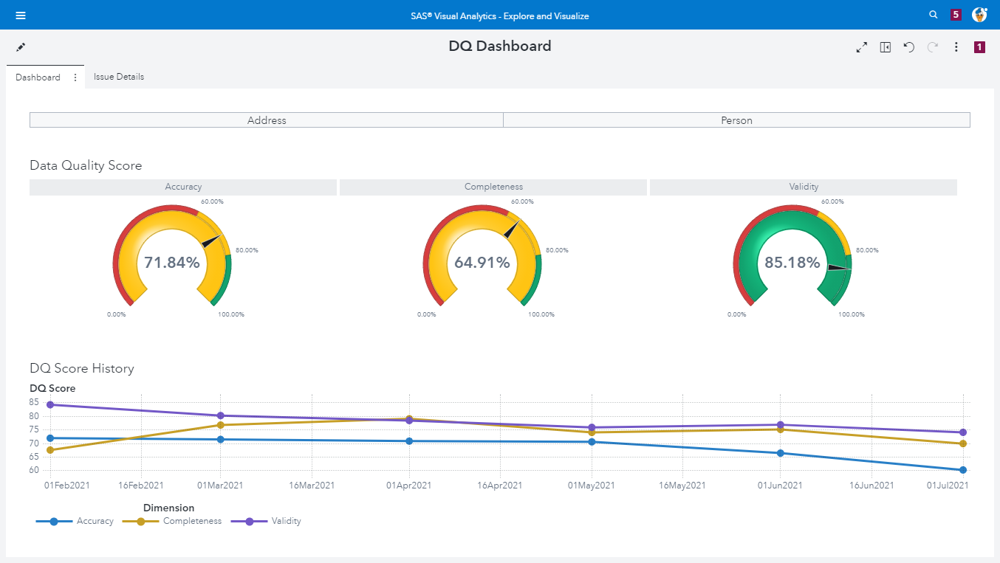 SAS® Visual Analytics - Explore and Visualize
5
DQ Dashboard
1
Dashboard
Issue Details
Address
Person
Data Quality Score
Accuracy
Completeness
Validity
60.00%
60.00%
60.00%
80.00%
80.00%
80.00%
71.84%
64.91%
85.18%
0.00%
100.00%
0.00%
100.00%
0.00%
100.00%
DQ Score History
DQ Score
85
80
75
70
65
60
01Feb2021
16Feb2021
01Mar2021
16Mar2021
01Apr2021
16Apr2021
01May2021
16May2021
01Jun2021
16Jun2021
01Jul2021
Dimension
Accuracy
Completeness
Validity